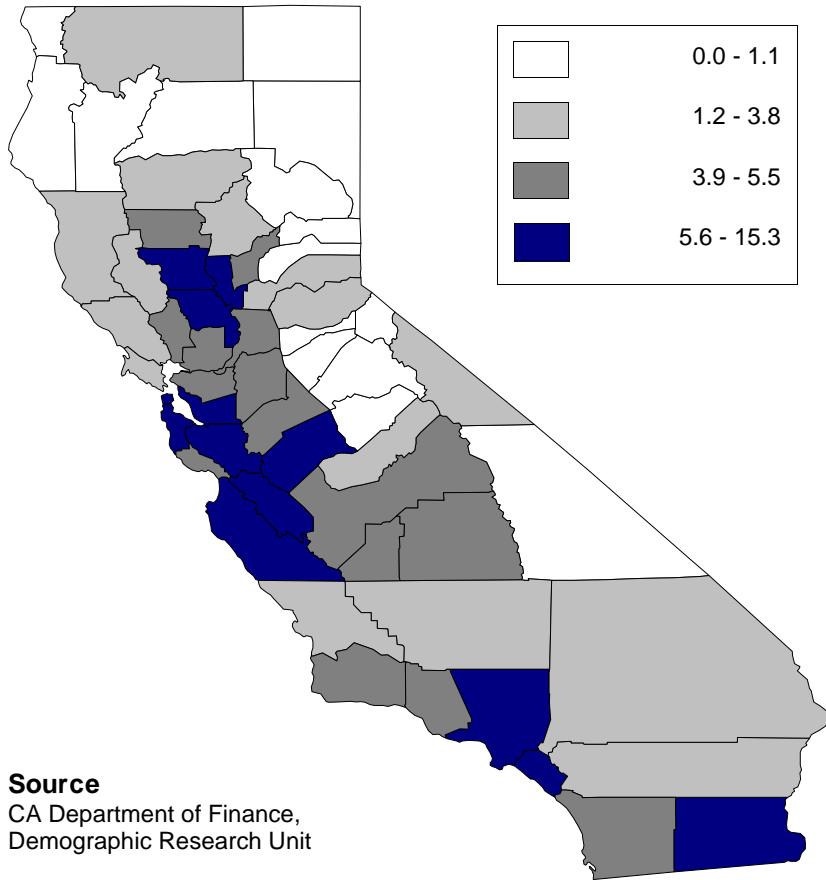 0.0 - 1.1
1.2 - 3.8
3.9 - 5.5
5.6 - 15.3
Source
CA Department of Finance,
Demographic Research Unit